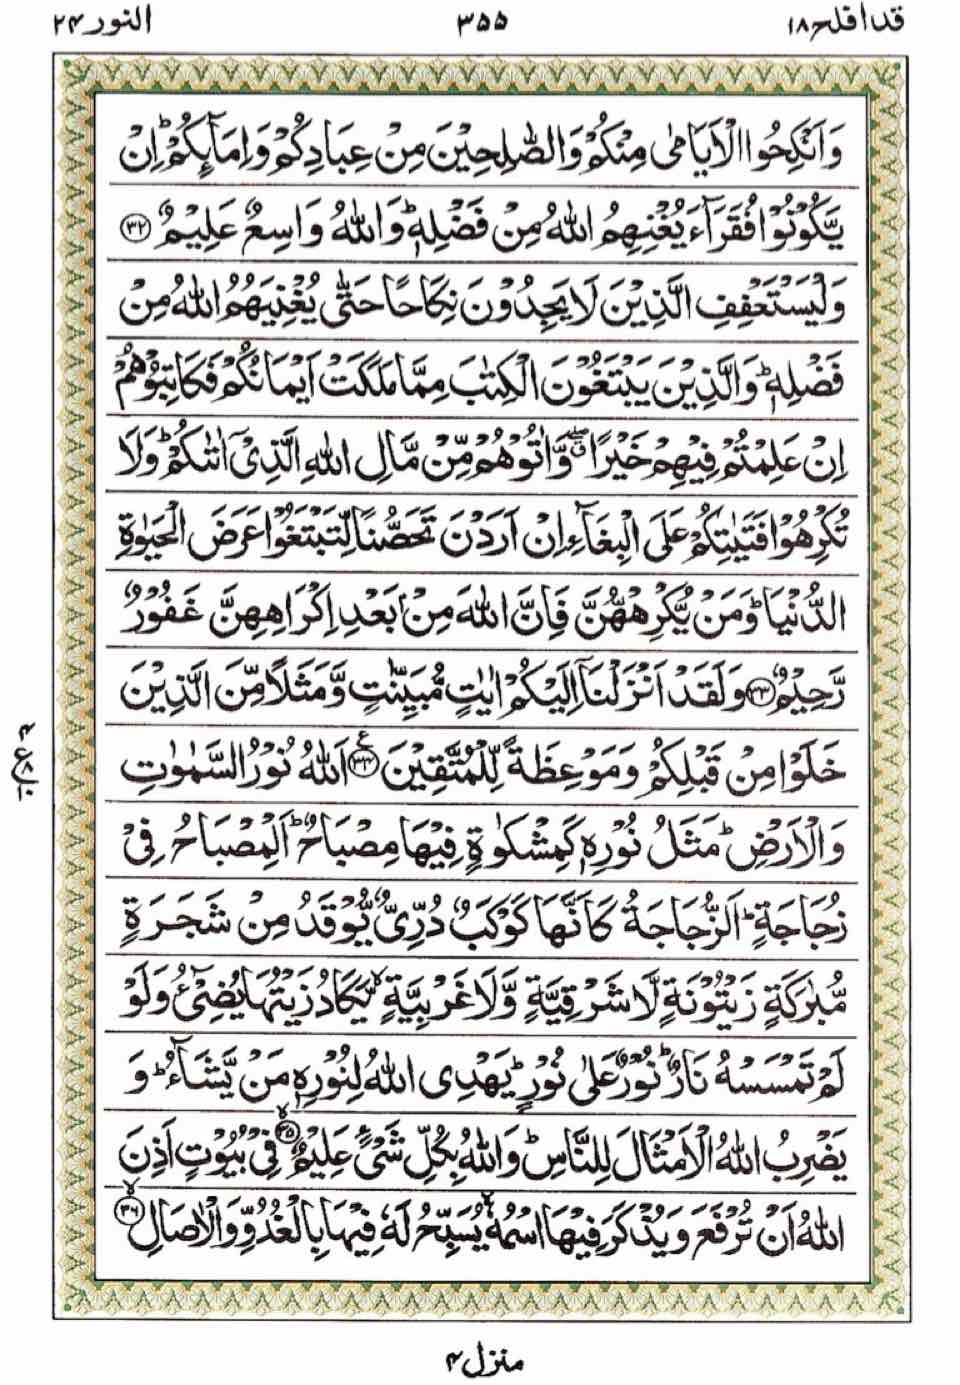 قد افلح ١٨ ٣٥٥ النور ٢٤
وَاَنْكِحُوا الْاَيَامٰى مِنْكُمْ وَالصّٰلِحِيْنَ مِنْ عِبَادِكُمْ وَاِمَآئِكُمْ ؕ اِنْ
يَّكُوْنُوْا فُقَرَآءَ يُغْنِهِمُ اللّٰهُ مِنْ فَضْلِهٖ ؕ وَاللّٰهُ وَاسِعٌ عَلِيْمٌ ﴿٣٢﴾
وَلْيَسْتَعْفِفِ الَّذِيْنَ لَا يَجِدُوْنَ نِكَاحًا حَتّٰى يُغْنِيَهُمُ اللّٰهُ مِنْ
فَضْلِهٖ ؕ وَالَّذِيْنَ يَبْتَغُوْنَ الْكِتٰبَ مِمَّا مَلَكَتْ اَيْمَانُكُمْ فَكَاتِبُوْهُمْ
اِنْ عَلِمْتُمْ فِيْهِمْ خَيْرًا ۖق وَّاٰتُوْهُمْ مِّنْ مَّالِ اللّٰهِ الَّذِيْٓ اٰتٰىكُمْ ؕ وَلَا
تُكْرِهُوْا فَتَيٰتِكُمْ عَلَى الْبِغَآءِ اِنْ اَرَدْنَ تَحَصُّنًا لِّتَبْتَغُوْا عَرَضَ الْحَيٰوةِ
الدُّنْيَا ؕ وَمَنْ يُّكْرِهْهُّنَّ فَاِنَّ اللّٰهَ مِنْۢ بَعْدِ اِكْرَاهِهِنَّ غَفُوْرٌ
رَّحِيْمٌ ﴿٣٣﴾ وَلَقَدْ اَنْزَلْنَآ اِلَيْكُمْ اٰيٰتٍ مُّبَيِّنٰتٍ وَّمَثَلًا مِّنَ الَّذِيْنَ
خَلَوْا مِنْ قَبْلِكُمْ وَمَوْعِظَةً لِّلْمُتَّقِيْنَ ﴿٣٤﴾ ع اَللّٰهُ نُوْرُ السَّمٰوٰتِ
٤ ع ٨ ١٠
وَالْاَرْضِ ؕ مَثَلُ نُوْرِهٖ كَمِشْكٰوةٍ فِيْهَا مِصْبَاحٌ ؕ اَلْمِصْبَاحُ فِيْ
زُجَاجَةٍ ؕ اَلزُّجَاجَةُ كَاَنَّهَا كَوْكَبٌ دُرِّيٌّ يُّوْقَدُ مِنْ شَجَرَةٍ
مُّبٰرَكَةٍ زَيْتُوْنَةٍ لَّا شَرْقِيَّةٍ وَّلَا غَرْبِيَّةٍ ۙ يَّكَادُ زَيْتُهَا يُضِيْٓءُ وَلَوْ
لَمْ تَمْسَسْهُ نَارٌ ؕ نُوْرٌ عَلٰى نُوْرٍ ؕ يَهْدِى اللّٰهُ لِنُوْرِهٖ مَنْ يَّشَآءُ ؕ وَ
يَضْرِبُ اللّٰهُ الْاَمْثَالَ لِلنَّاسِ ؕ وَاللّٰهُ بِكُلِّ شَيْءٍ عَلِيْمٌ ﴿٣٥﴾ ۙ فِيْ بُيُوْتٍ اَذِنَ
اللّٰهُ اَنْ تُرْفَعَ وَيُذْكَرَ فِيْهَا اسْمُهٗ ۙ يُسَبِّحُ لَهٗ فِيْهَا بِالْغُدُوِّ وَالْاٰصَالِ ﴿٣٦﴾ ۙ
منزل ٤